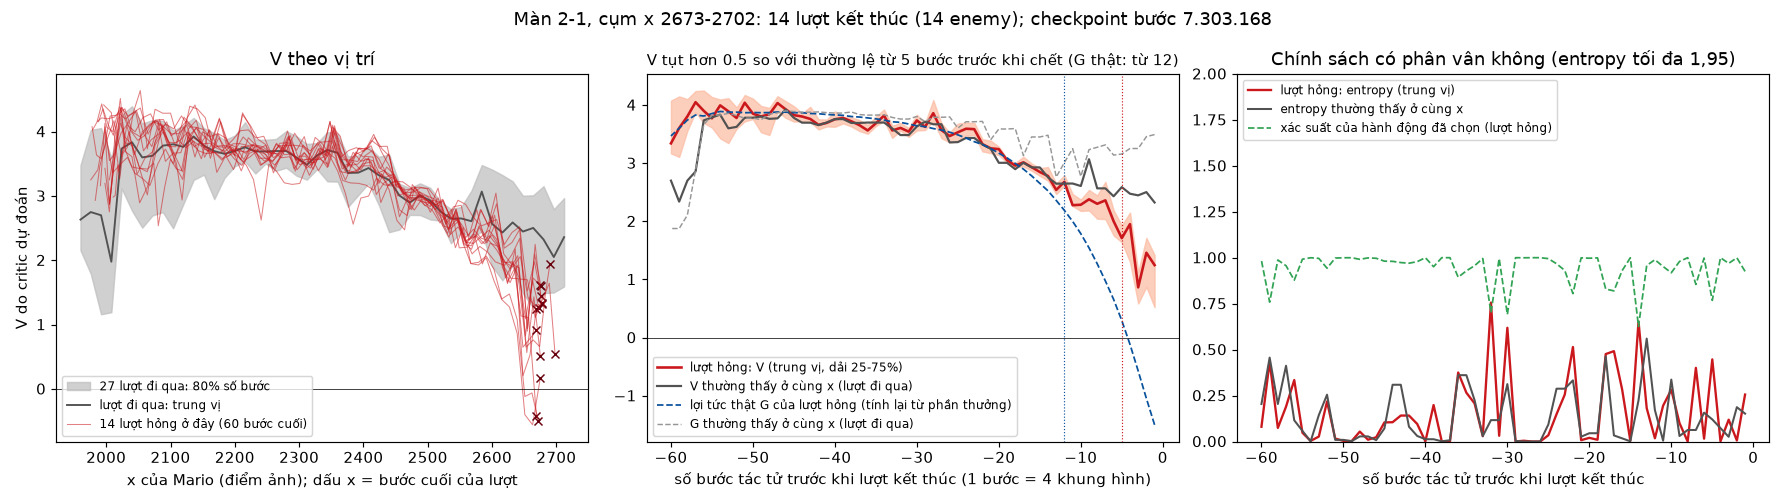 Màn 2-1, cụm x 2673-2702: 14 lượt kết thúc (14 enemy); checkpoint bước 7.303.168
V theo vị trí
V do critic dự đoán
4
3
2
1
0
27 lượt đi qua: 80% số bước
lượt đi qua: trung vị
14 lượt hỏng ở đây (60 bước cuối)
2000
2100
2200
2300
2400
2500
2600
2700
x của Mario (điểm ảnh); dấu x = bước cuối của lượt
V tụt hơn 0.5 so với thường lệ từ 5 bước trước khi chết (G thật: từ 12)
4
3
2
1
0
−1
lượt hỏng: V (trung vị, dải 25-75%)
V thường thấy ở cùng x (lượt đi qua)
lợi tức thật G của lượt hỏng (tính lại từ phần thưởng)
G thường thấy ở cùng x (lượt đi qua)
−60
−50
−40
−30
−20
−10
0
số bước tác tử trước khi lượt kết thúc (1 bước = 4 khung hình)
Chính sách có phân vân không (entropy tối đa 1,95)
2.00
1.75
1.50
1.25
1.00
0.75
0.50
0.25
0.00
lượt hỏng: entropy (trung vị)
entropy thường thấy ở cùng x
xác suất của hành động đã chọn (lượt hỏng)
−60
−50
−40
−30
−20
−10
0
số bước tác tử trước khi lượt kết thúc